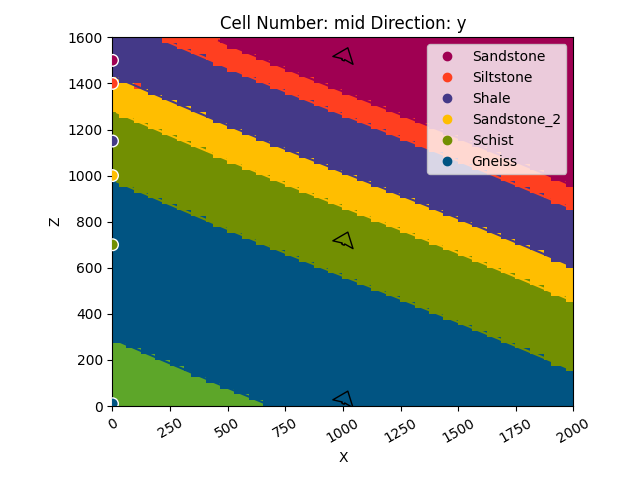 Cell Number: mid Direction: y
Sandstone
Siltstone
Shale
Sandstone_2
Schist
Gneiss
1600
1400
1200
1000
800
600
400
200
0
Z
0
250
500
750
1000
1250
1500
1750
2000
X